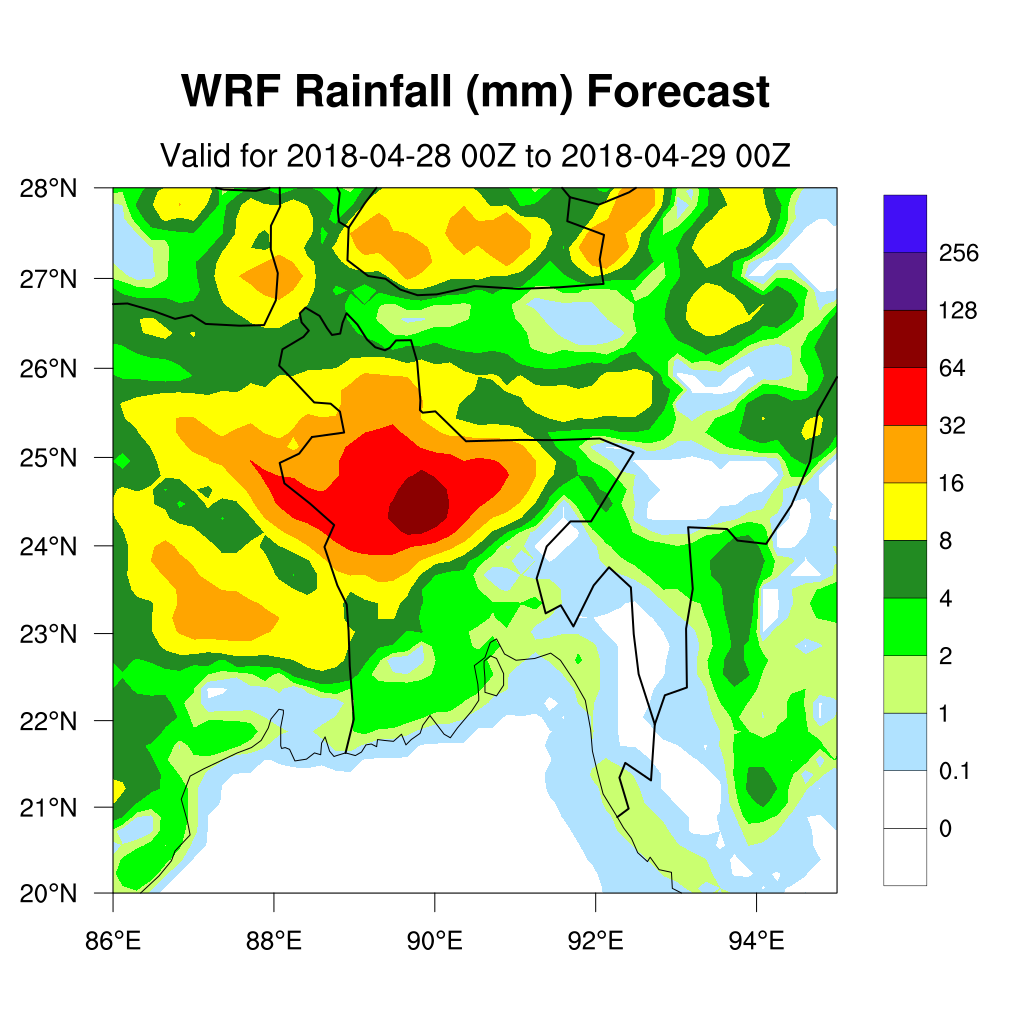 WRF Rainfall (mm) Forecast
Valid for 2018-04-28 00Z to 2018-04-29 00Z
28°N
27°N
26°N
25°N
24°N
23°N
22°N
21°N
20°N
86°E 88°E 90°E 92°E 94°E
256
128
64
32
16
8
4
2
1
0.1
0